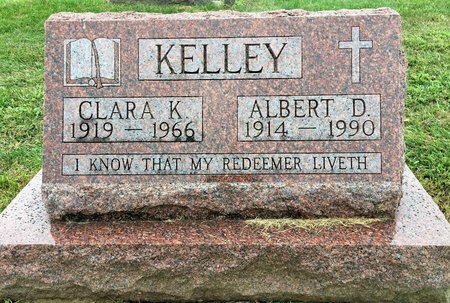 KELLEY
CLARA K.
1919 – 1966
ALBERT D.
1914 – 1990
I KNOW THAT MY REDEEMER LIVETH